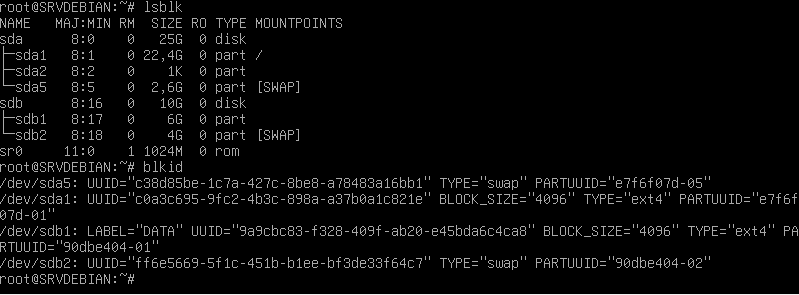 root@SRVDEBIAN:~# lsblk
NAME   MAJ:MIN RM  SIZE RO TYPE MOUNTPOINTS
sda      8:0    0   25G  0 disk
├─sda1   8:1    0 22,4G  0 part /
├─sda2   8:2    0    1K  0 part
└─sda5   8:5    0  2,6G  0 part [SWAP]
sdb      8:16   0   10G  0 disk
├─sdb1   8:17   0    6G  0 part
└─sdb2   8:18   0    4G  0 part [SWAP]
sr0     11:0    1 1024M  0 rom
root@SRVDEBIAN:~# blkid
/dev/sda5: UUID="c38d85be-1c7a-427c-8be8-a78483a16bb1" TYPE="swap" PARTUUID="e7f6f07d-05"
/dev/sda1: UUID="c0a3c695-9fc2-4b3c-898a-a37b0a1c821e" BLOCK_SIZE="4096" TYPE="ext4" PARTUUID="e7f6f
07d-01"
/dev/sdb1: LABEL="DATA" UUID="9a9cbc83-f328-409f-ab20-e45bda6c4ca8" BLOCK_SIZE="4096" TYPE="ext4" PA
RTUUID="90dbe404-01"
/dev/sdb2: UUID="ff6e5669-5f1c-451b-b1ee-bf3de33f64c7" TYPE="swap" PARTUUID="90dbe404-02"
root@SRVDEBIAN:~#